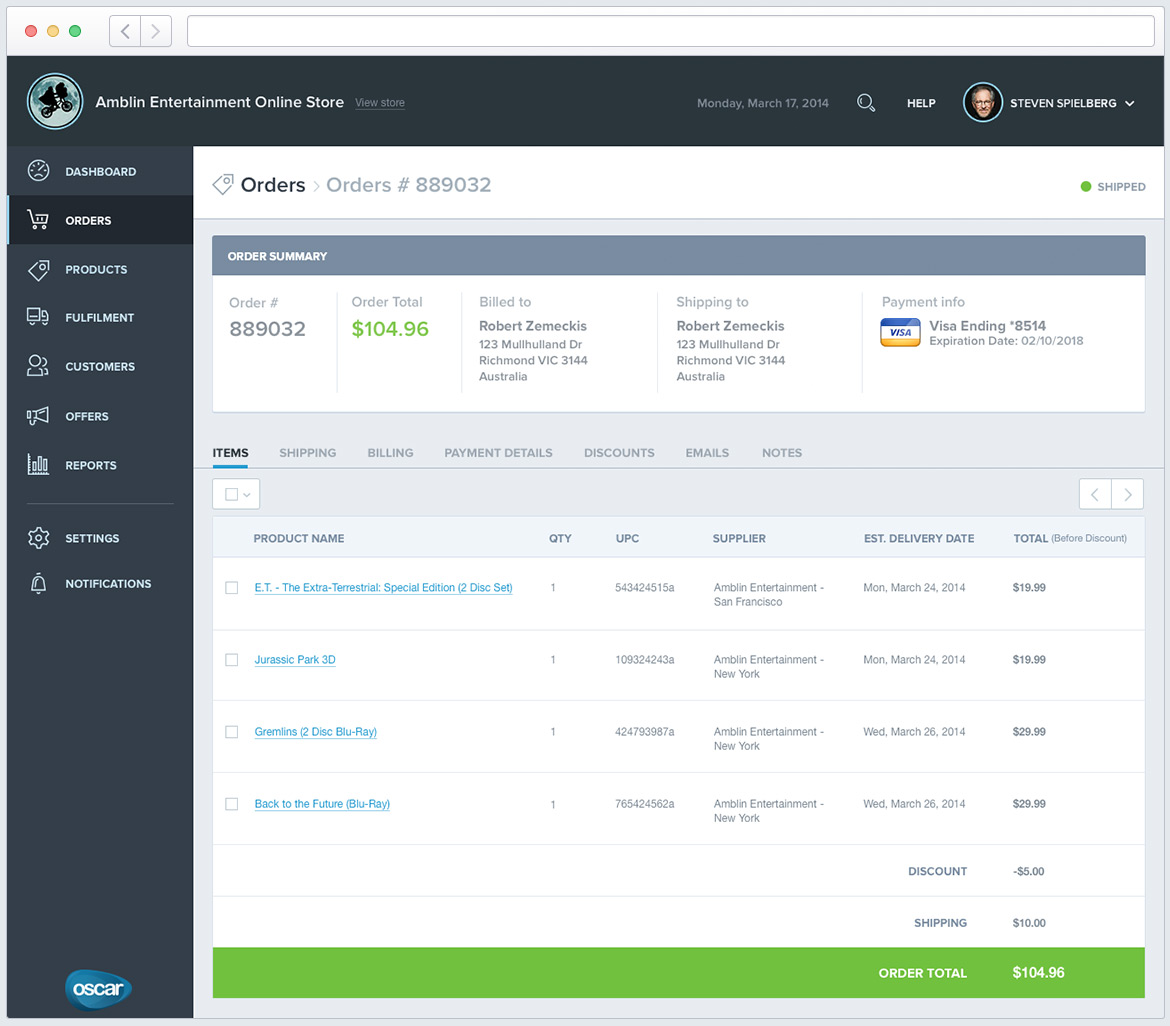 Amblin Entertainment Online Store View store
Monday, March 17, 2014
HELP
STEVEN SPIELBERG
DASHBOARD
ORDERS
PRODUCTS
FULFILMENT
CUSTOMERS
OFFERS
REPORTS
SETTINGS
NOTIFICATIONS
oscar
Orders › Orders # 889032
SHIPPED
ORDER SUMMARY
Order #
889032
Order Total
$104.96
Billed to
Robert Zemeckis
123 Mullhulland Dr
Richmond VIC 3144
Australia
Shipping to
Robert Zemeckis
123 Mullhulland Dr
Richmond VIC 3144
Australia
Payment info
VISA
Visa Ending *8514
Expiration Date: 02/10/2018
ITEMS SHIPPING BILLING PAYMENT DETAILS DISCOUNTS EMAILS NOTES
PRODUCT NAME QTY UPC SUPPLIER EST. DELIVERY DATE TOTAL (Before Discount)
E.T. - The Extra-Terrestrial: Special Edition (2 Disc Set) 1 543424515a Amblin Entertainment - Mon, March 24, 2014 $19.99
San Francisco
Jurassic Park 3D 1 109324243a Amblin Entertainment - Mon, March 24, 2014 $19.99
New York
Gremlins (2 Disc Blu-Ray) 1 424793987a Amblin Entertainment - Wed, March 26, 2014 $29.99
New York
Back to the Future (Blu-Ray) 1 765424562a Amblin Entertainment - Wed, March 26, 2014 $29.99
New York
DISCOUNT -$5.00
SHIPPING $10.00
ORDER TOTAL $104.96